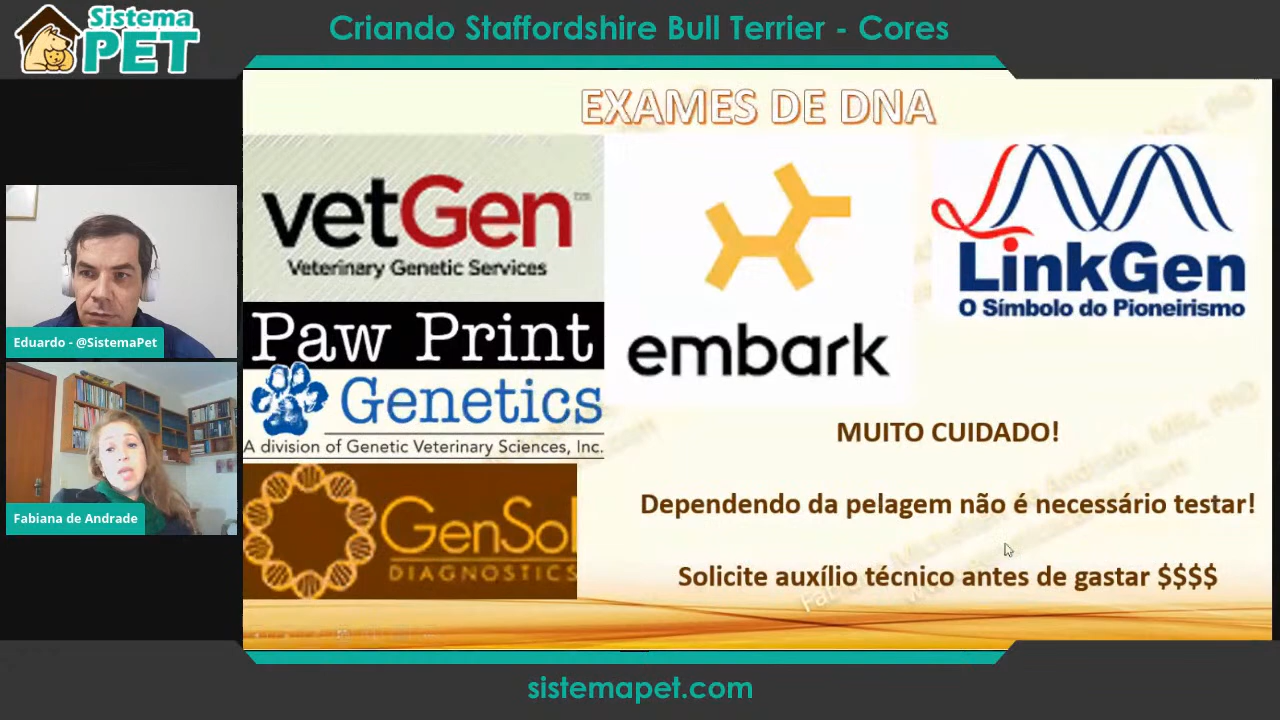 Sistema
PET
Criando Staffordshire Bull Terrier - Cores
EXAMES DE DNA
vetGen
Veterinary Genetic Services
Paw Print
Genetics
A division of Genetic Veterinary Sciences, Inc.
GenSol
DIAGNOSTICS
embark
LinkGen
O Símbolo do Pioneirismo
MUITO CUIDADO!
Dependendo da pelagem não é necessário testar!
Solicite auxílio técnico antes de gastar $$$$
Eduardo - @SistemaPet
Fabiana de Andrade
sistemapet.com